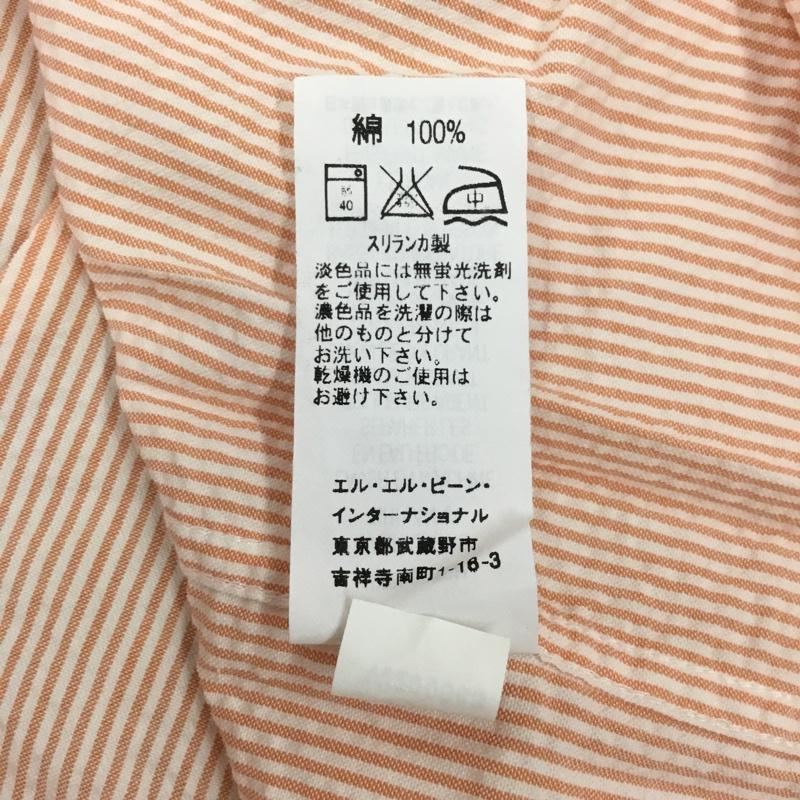 綿 100%
40
中
スリランカ製
淡色品には無蛍光洗剤
をご使用して下さい。
濃色品を洗濯の際は
他のものと分けて
お洗い下さい。
乾燥機のご使用は
お避け下さい。
エル・エル・ビーン・
インターナショナル
東京都武蔵野市
吉祥寺南町1-16-3